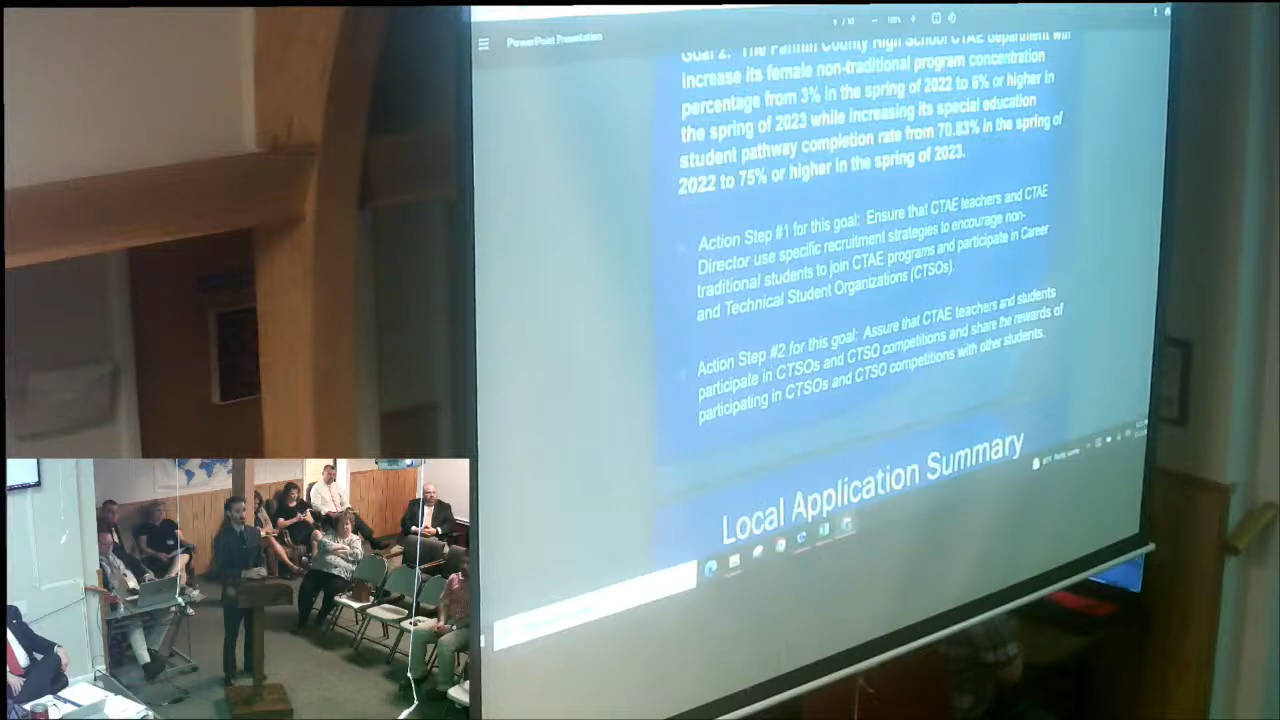 PowerPoint Presentation
Goal 2: The Fannin County High School CTAE department will
increase its female non-traditional program concentration
percentage from 3% in the spring of 2022 to 6% or higher in
the spring of 2023 while increasing its special education
student pathway completion rate from 70.83% in the spring of
2022 to 75% or higher in the spring of 2023.
Action Step #1 for this goal: Ensure that CTAE teachers and CTAE
Director use specific recruitment strategies to encourage non-
traditional students to join CTAE programs and participate in Career
and Technical Student Organizations (CTSOs).
Action Step #2 for this goal: Assure that CTAE teachers and students
participate in CTSOs and CTSO competitions and share the rewards of
participating in CTSOs and CTSO competitions with other students.
Local Application Summary